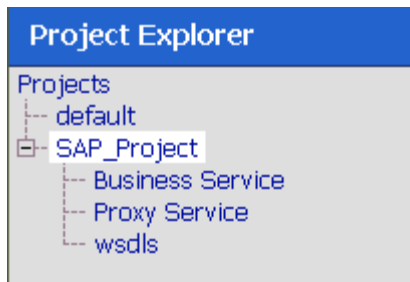 Project Explorer
Projects
default
SAP_Project
Business Service
Proxy Service
wsdls